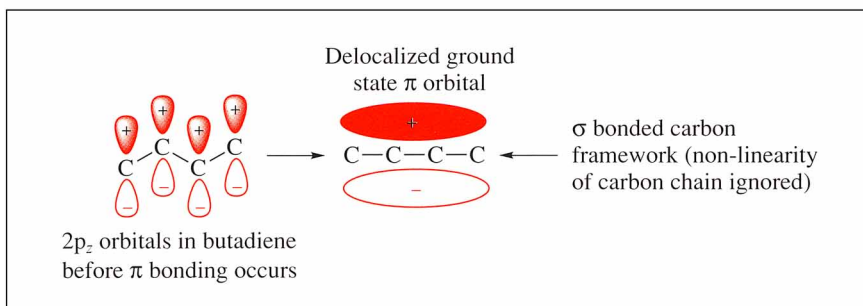 Delocalized ground
state π orbital
+ + + +
C C C C
– – – –
+
C–C–C–C
–
σ bonded carbon
framework (non-linearity
of carbon chain ignored)
2p_z orbitals in butadiene
before π bonding occurs